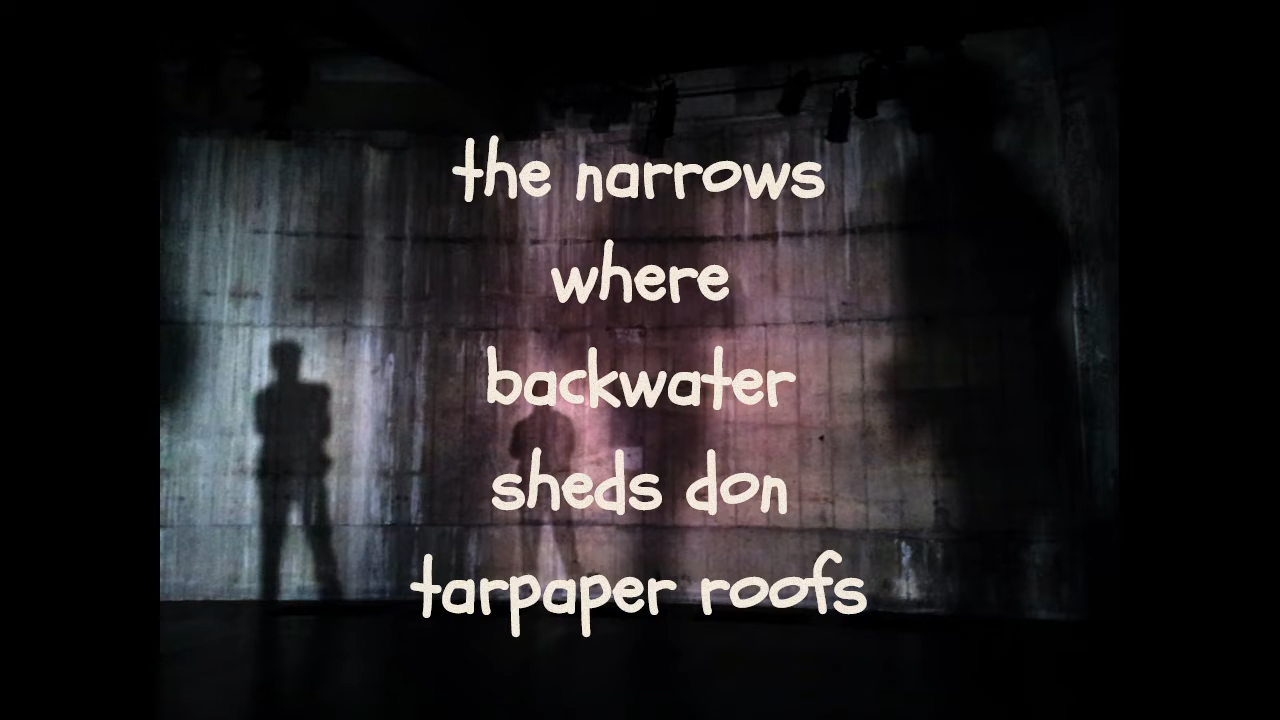 the narrows
where
backwater
sheds don
tarpaper roofs